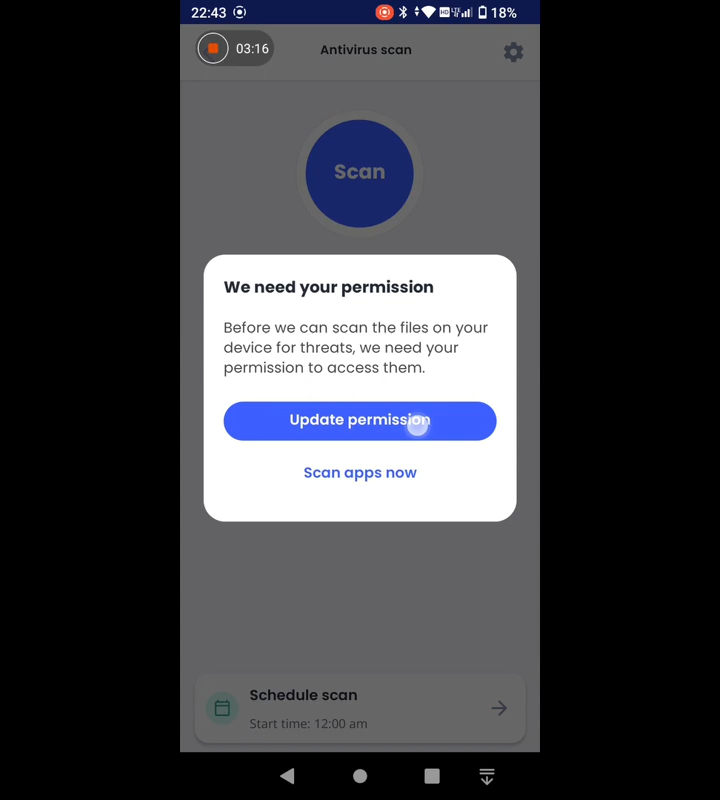 22:43 18%
03:16 Antivirus scan
Scan
We need your permission
Before we can scan the files on your
device for threats, we need your
permission to access them.
Update permission
Scan apps now
Schedule scan
Start time: 12:00 am